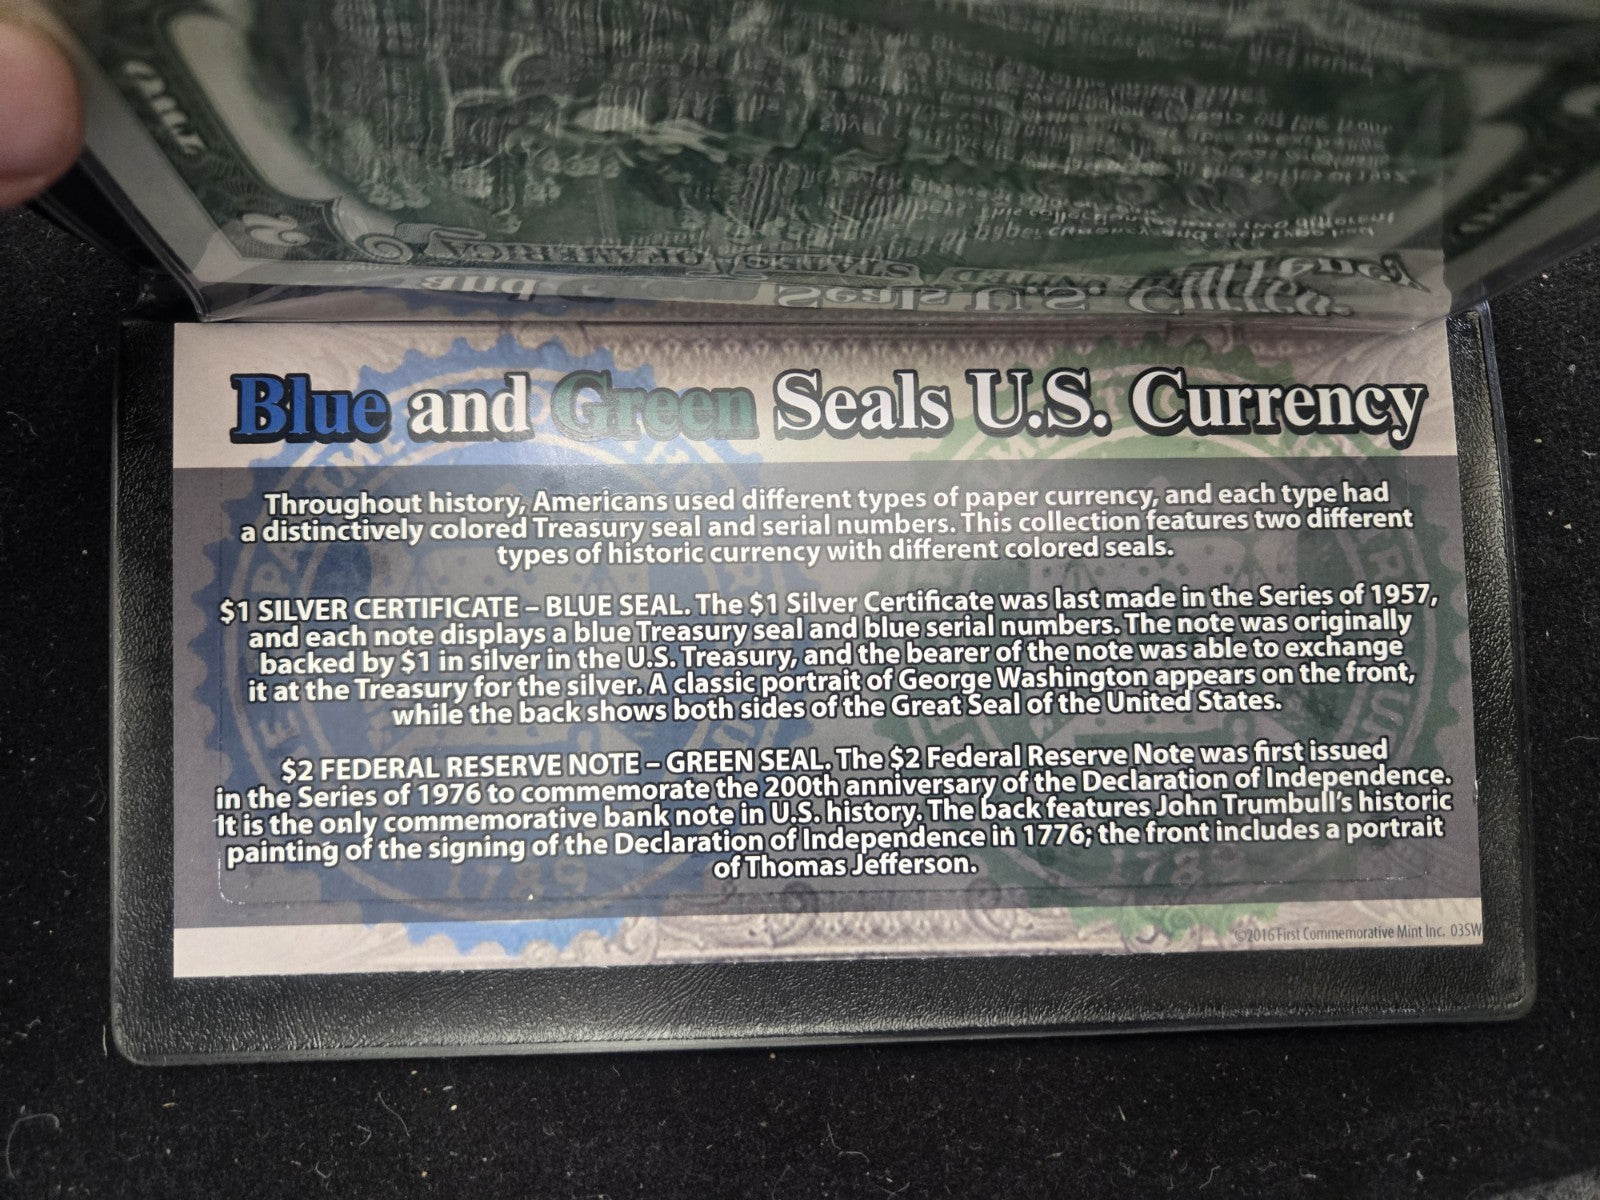 Blue and Green Seals U.S. Currency
Throughout history, Americans used different types of paper currency, and each type had
a distinctively colored Treasury seal and serial numbers. This collection features two different
types of historic currency with different colored seals.
$1 SILVER CERTIFICATE – BLUE SEAL. The $1 Silver Certificate was last made in the Series of 1957,
and each note displays a blue Treasury seal and blue serial numbers. The note was originally
backed by $1 in silver in the U.S. Treasury, and the bearer of the note was able to exchange
it at the Treasury for the silver. A classic portrait of George Washington appears on the front,
while the back shows both sides of the Great Seal of the United States.
$2 FEDERAL RESERVE NOTE – GREEN SEAL. The $2 Federal Reserve Note was first issued
in the Series of 1976 to commemorate the 200th anniversary of the Declaration of Independence.
It is the only commemorative bank note in U.S. history. The back features John Trumbull's historic
painting of the signing of the Declaration of Independence in 1776; the front includes a portrait
of Thomas Jefferson.
1789
1789
©2016 First Commemorative Mint Inc. 03SW